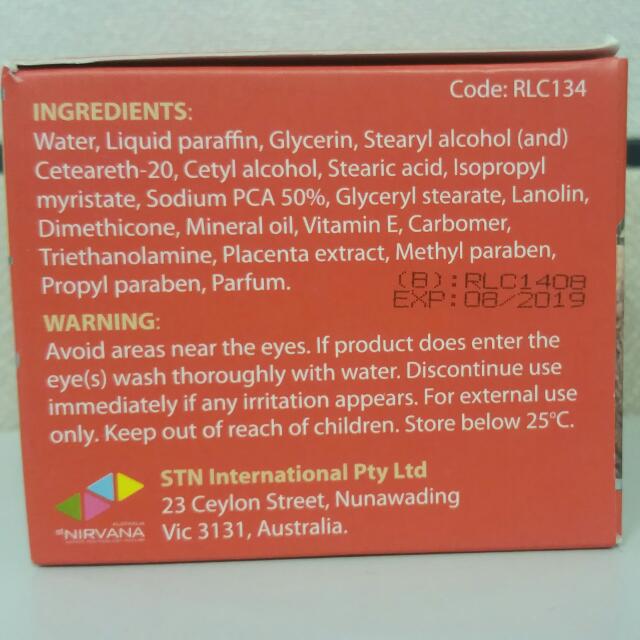 Code: RLC134
INGREDIENTS:
Water, Liquid paraffin, Glycerin, Stearyl alcohol (and)
Ceteareth-20, Cetyl alcohol, Stearic acid, Isopropyl
myristate, Sodium PCA 50%, Glyceryl stearate, Lanolin,
Dimethicone, Mineral oil, Vitamin E, Carbomer,
Triethanolamine, Placenta extract, Methyl paraben,
Propyl paraben, Parfum.
(B):RLC1408
EXP:08/2019
WARNING:
Avoid areas near the eyes. If product does enter the
eye(s) wash thoroughly with water. Discontinue use
immediately if any irritation appears. For external use
only. Keep out of reach of children. Store below 25°C.
STN International Pty Ltd
23 Ceylon Street, Nunawading
Vic 3131, Australia.
AUSTRALIA
NIRVANA